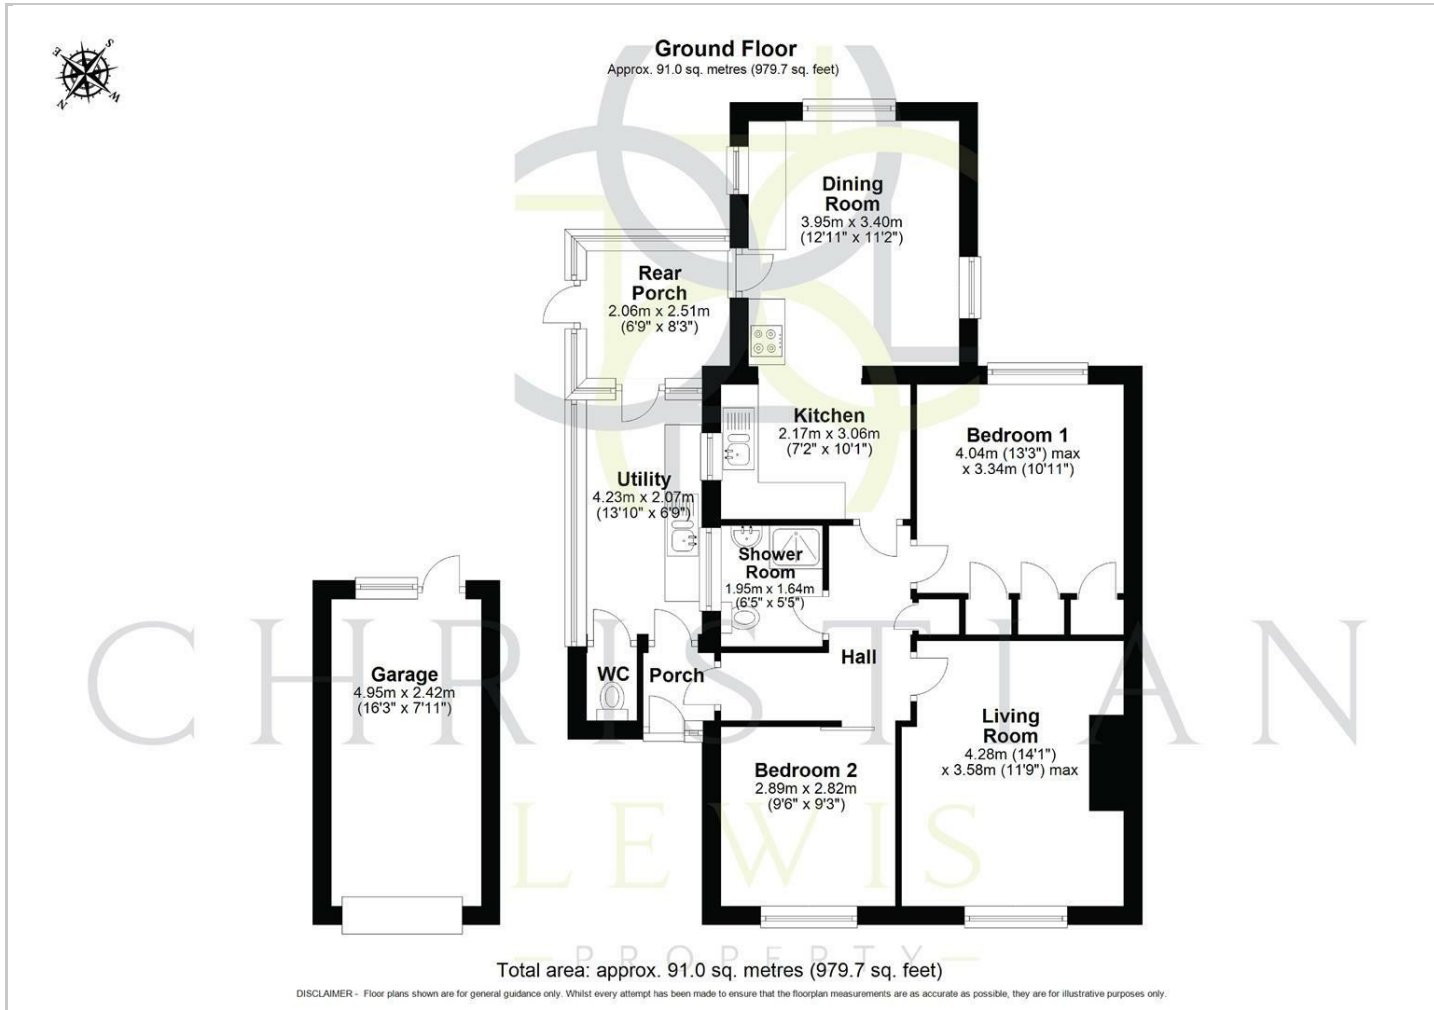 Ground Floor
Approx. 91.0 sq. metres (979.7 sq. feet)
S
E
W
N
Dining
Room
3.95m x 3.40m
(12'11" x 11'2")
Rear
Porch
2.06m x 2.51m
(6'9" x 8'3")
Kitchen
2.17m x 3.06m
(7'2" x 10'1")
Bedroom 1
4.04m (13'3") max
x 3.34m (10'11")
Utility
4.23m x 2.07m
(13'10" x 6'9")
Shower
Room
1.95m x 1.64m
(6'5" x 5'5")
Hall
WC
Porch
Garage
4.95m x 2.42m
(16'3" x 7'11")
Living
Room
4.28m (14'1")
x 3.58m (11'9") max
Bedroom 2
2.89m x 2.82m
(9'6" x 9'3")
CHRISTIAN
LEWIS
PROPERTY
Total area: approx. 91.0 sq. metres (979.7 sq. feet)
DISCLAIMER - Floor plans shown are for general guidance only. Whilst every attempt has been made to ensure that the floorplan measurements are as accurate as possible, they are for illustrative purposes only.